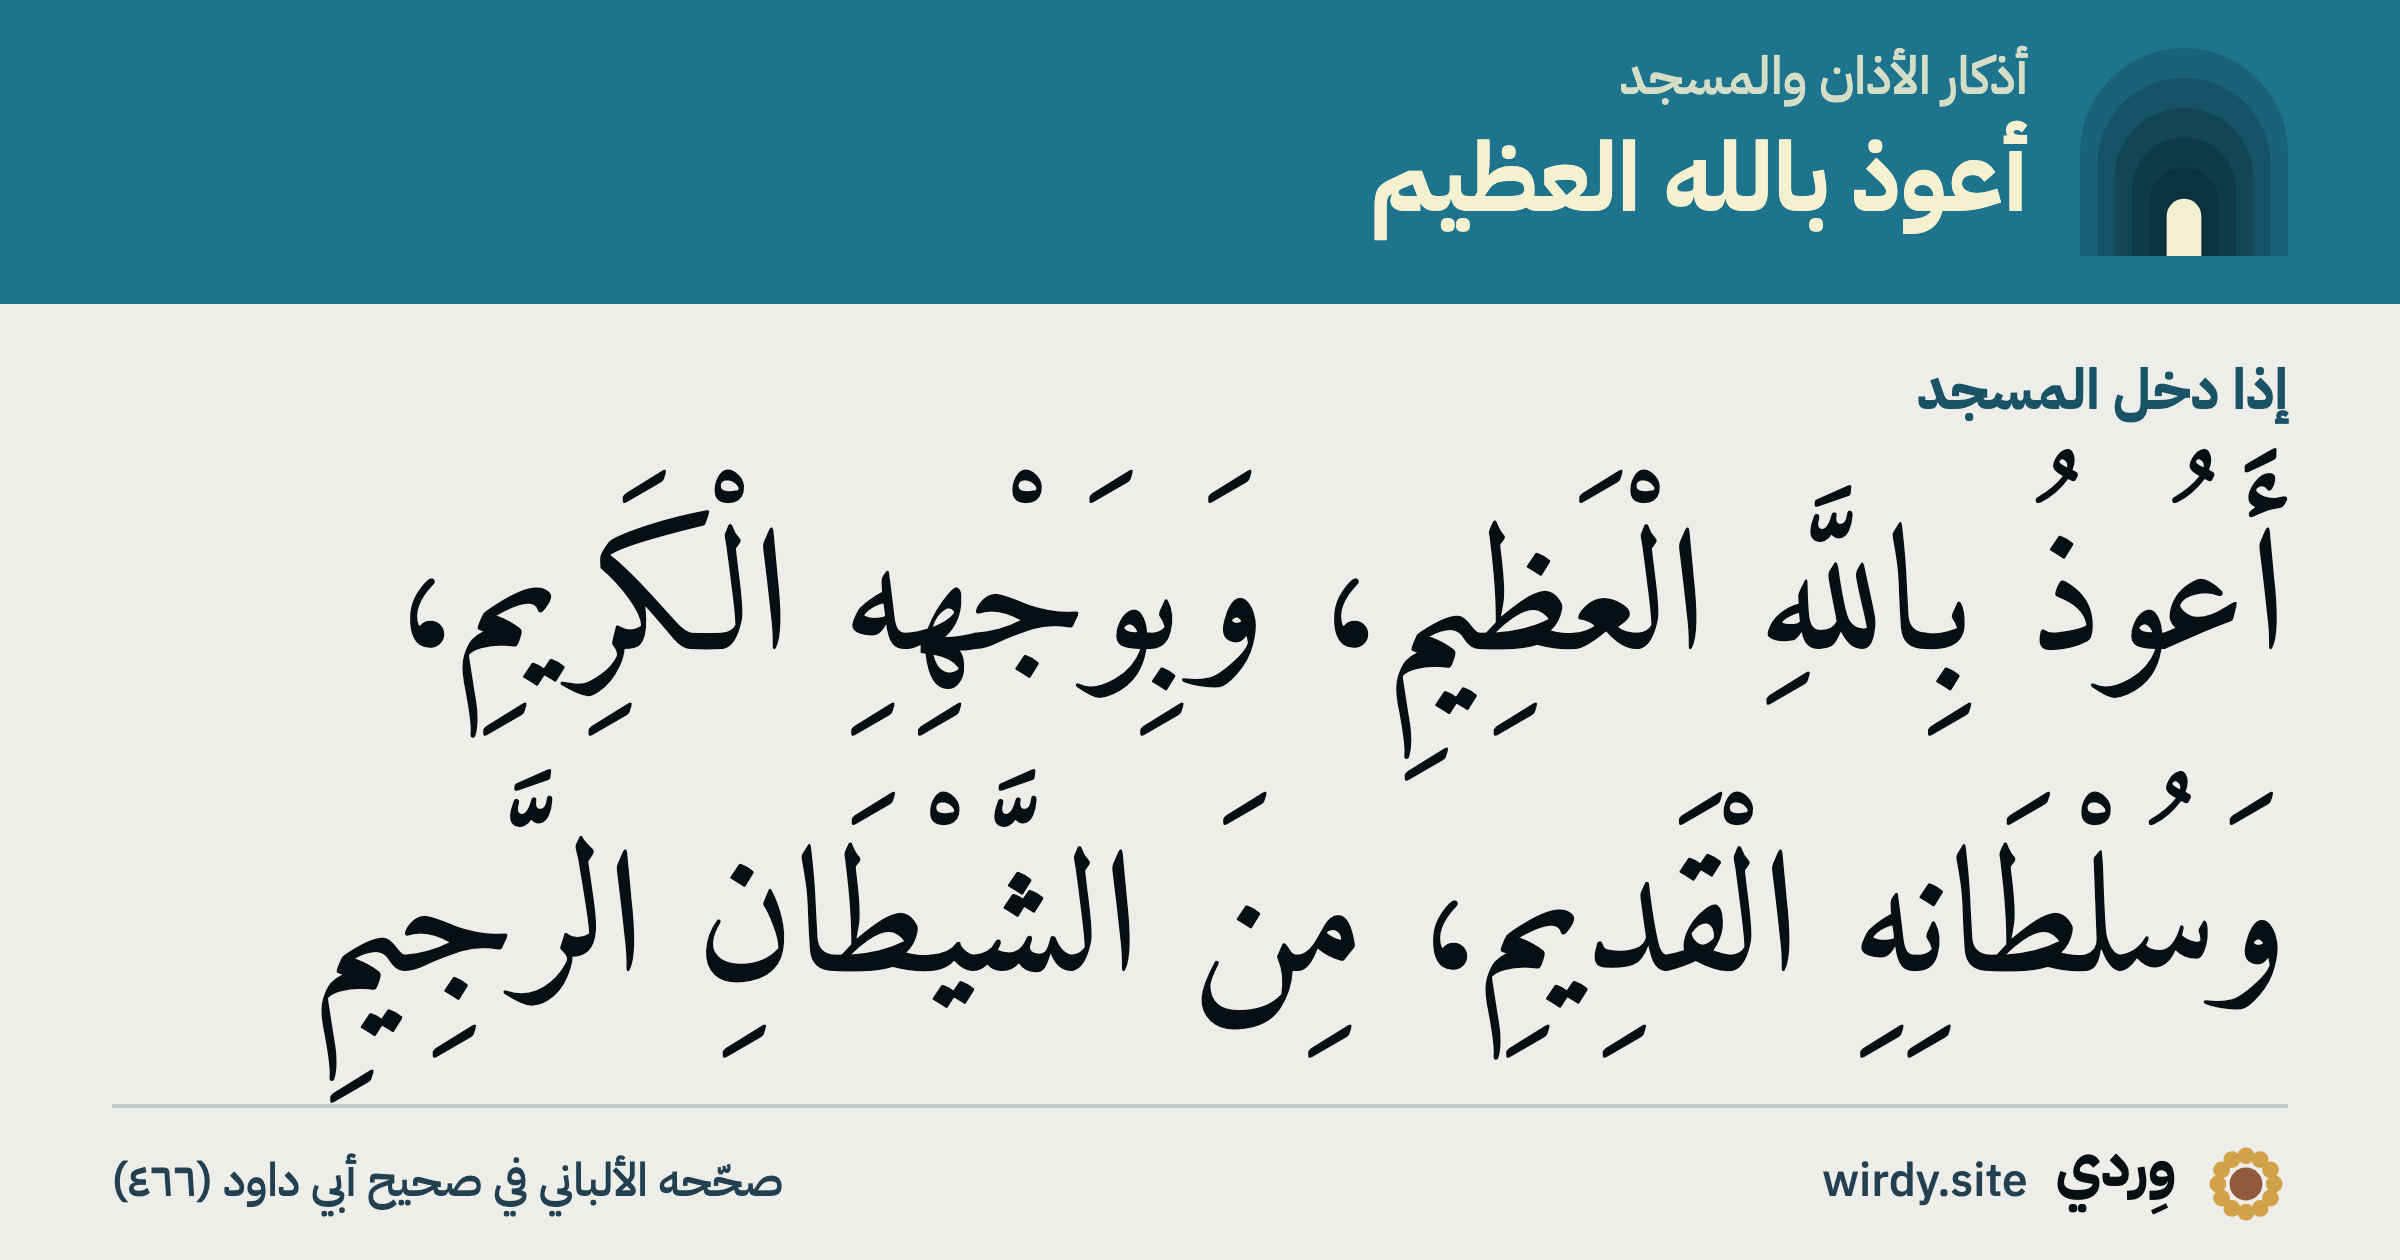 أذكار الأذان والمسجد
أعوذ بالله العظيم
إذا دخل المسجد
أَعُوذُ بِاللَّهِ الْعَظِيمِ، وَبِوَجْهِهِ الْكَرِيمِ،
وَسُلْطَانِهِ الْقَدِيمِ، مِنَ الشَّيْطَانِ الرَّجِيمِ
وِردي wirdy.site
صحّحه الألباني في صحيح أبي داود (٤٦٦)